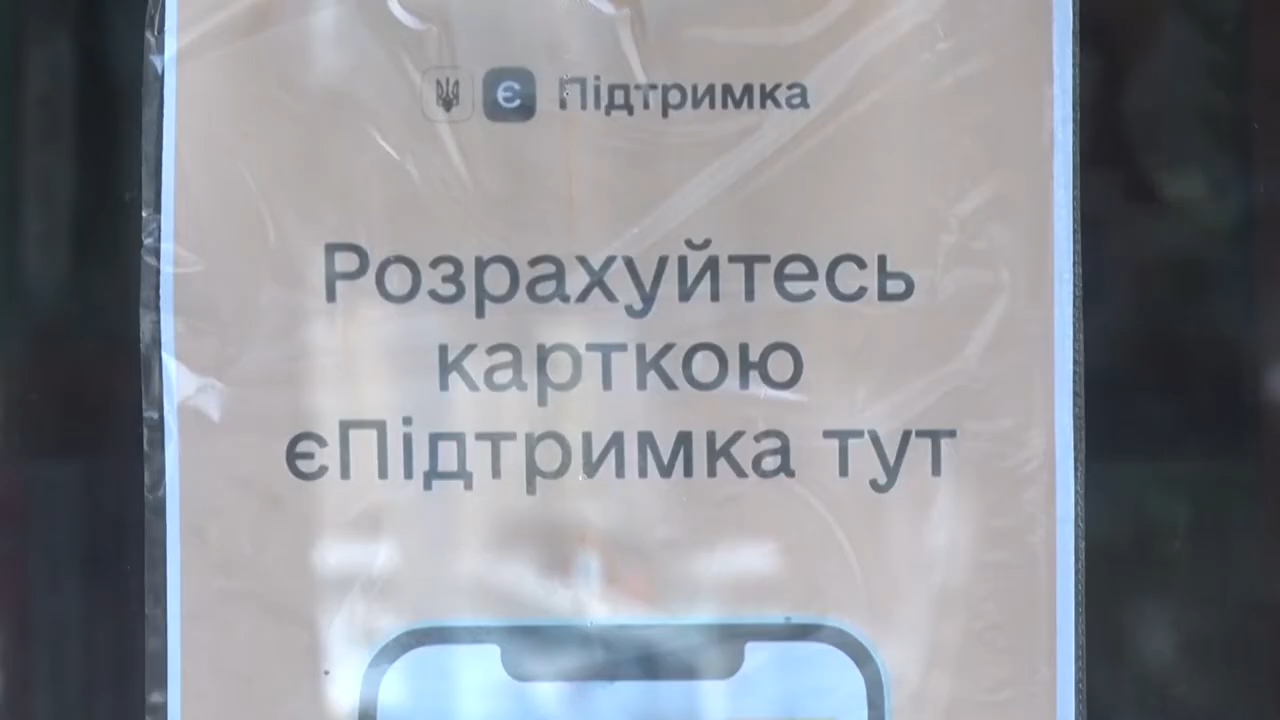 є Підтримка
Розрахуйтесь
карткою
єПідтримка тут